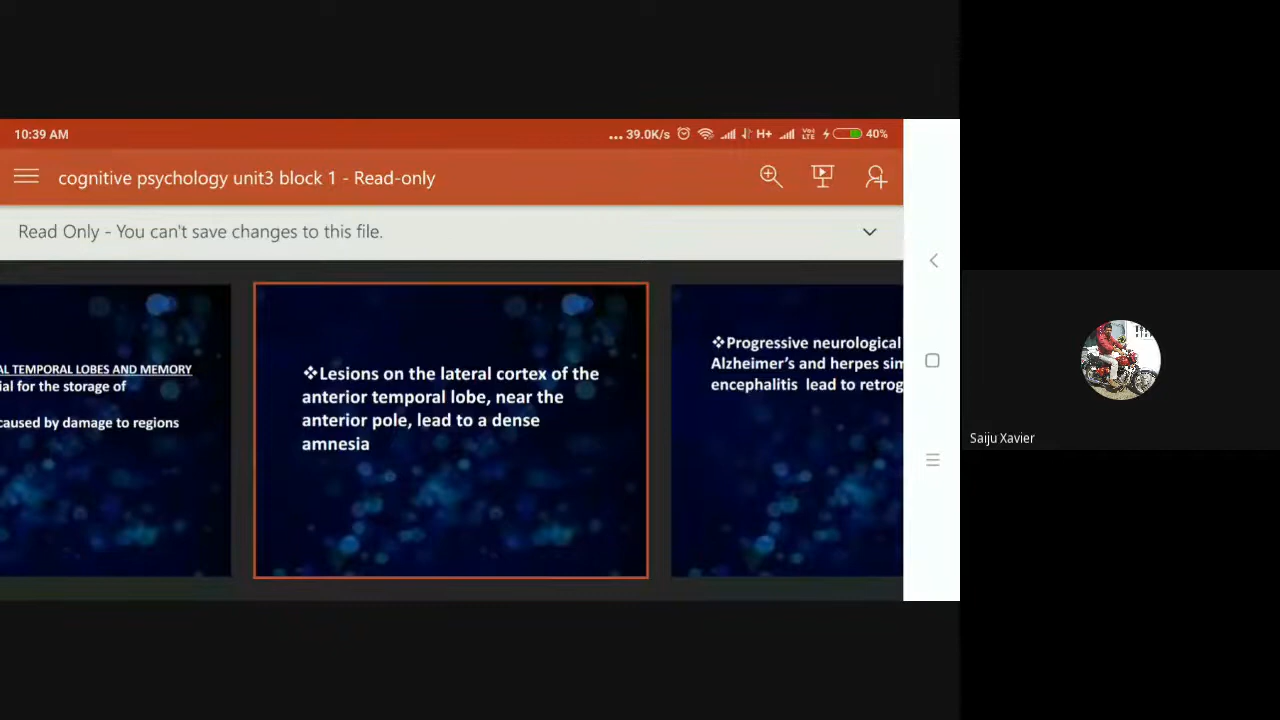 10:39 AM
... 39.0K/s H+ Vo) LTE 40%
cognitive psychology unit3 block 1 - Read-only
Read Only - You can't save changes to this file.
AL TEMPORAL LOBES AND MEMORY
ial for the storage of
caused by damage to regions
❖Lesions on the lateral cortex of the
anterior temporal lobe, near the
anterior pole, lead to a dense
amnesia
❖Progressive neurological
Alzheimer's and herpes sim
encephalitis lead to retrog
Saiju Xavier